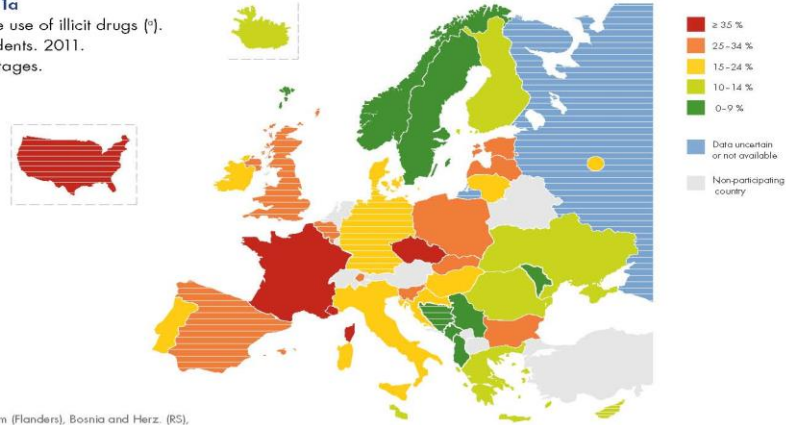 1a
e use of illicit drugs (ᵃ).
dents. 2011.
tages.
≥ 35 %
25–34 %
15–24 %
10–14 %
0–9 %
Data uncertain
or not available
Non-participating
country
m (Flanders), Bosnia and Herz. (RS),